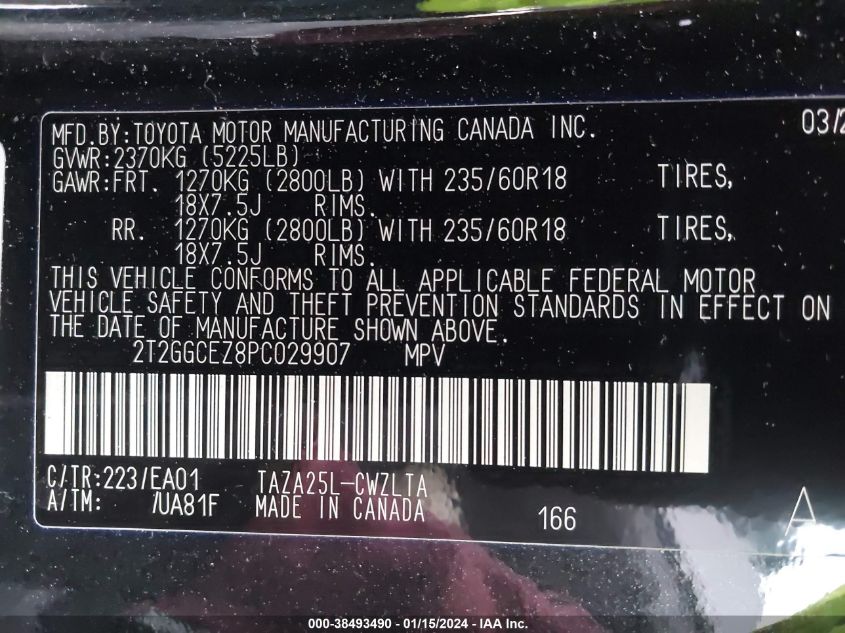 MFD.BY:TOYOTA MOTOR MANUFACTURING CANADA INC. 03/2
GVWR:2370KG (5225LB)
GAWR:FRT. 1270KG (2800LB) WITH 235/60R18 TIRES,
18X7.5J RIMS.
RR. 1270KG (2800LB) WITH 235/60R18 TIRES,
18X7.5J RIMS.
THIS VEHICLE CONFORMS TO ALL APPLICABLE FEDERAL MOTOR
VEHICLE SAFETY AND THEFT PREVENTION STANDARDS IN EFFECT ON
THE DATE OF MANUFACTURE SHOWN ABOVE.
2T2GGCEZ8PC029907 MPV
C/TR:223/EA01 TAZA25L-CWZLTA
A/TM: /UA81F MADE IN CANADA 166 A
000-38493490 - 01/15/2024 - IAA Inc.